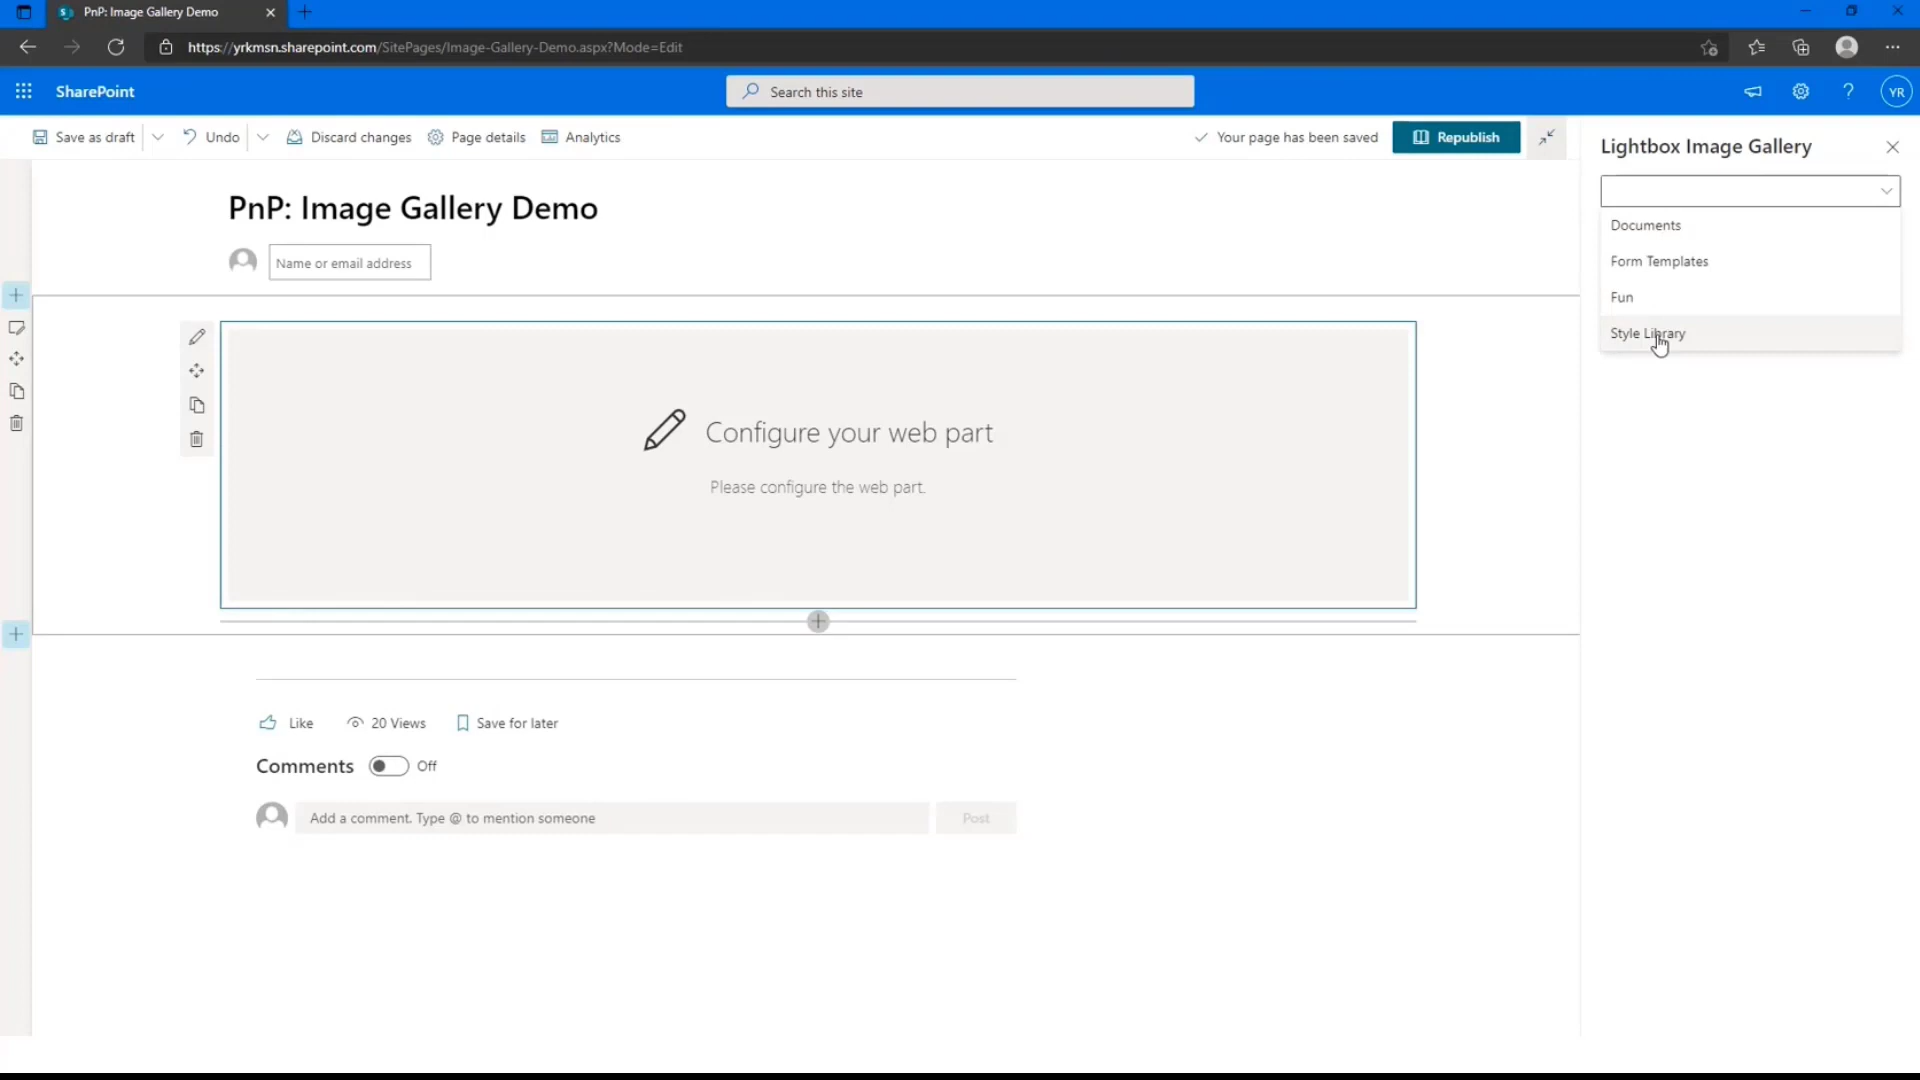 PnP: Image Gallery Demo
https://yrkmsn.sharepoint.com/SitePages/Image-Gallery-Demo.aspx?Mode=Edit
SharePoint
Search this site
YR
Save as draft
Undo
Discard changes
Page details
Analytics
Your page has been saved
Republish
Lightbox Image Gallery
PnP: Image Gallery Demo
Name or email address
Documents
Form Templates
Fun
Style Library
Configure your web part
Please configure the web part.
Like
20 Views
Save for later
Comments
Off
Add a comment. Type @ to mention someone
Post